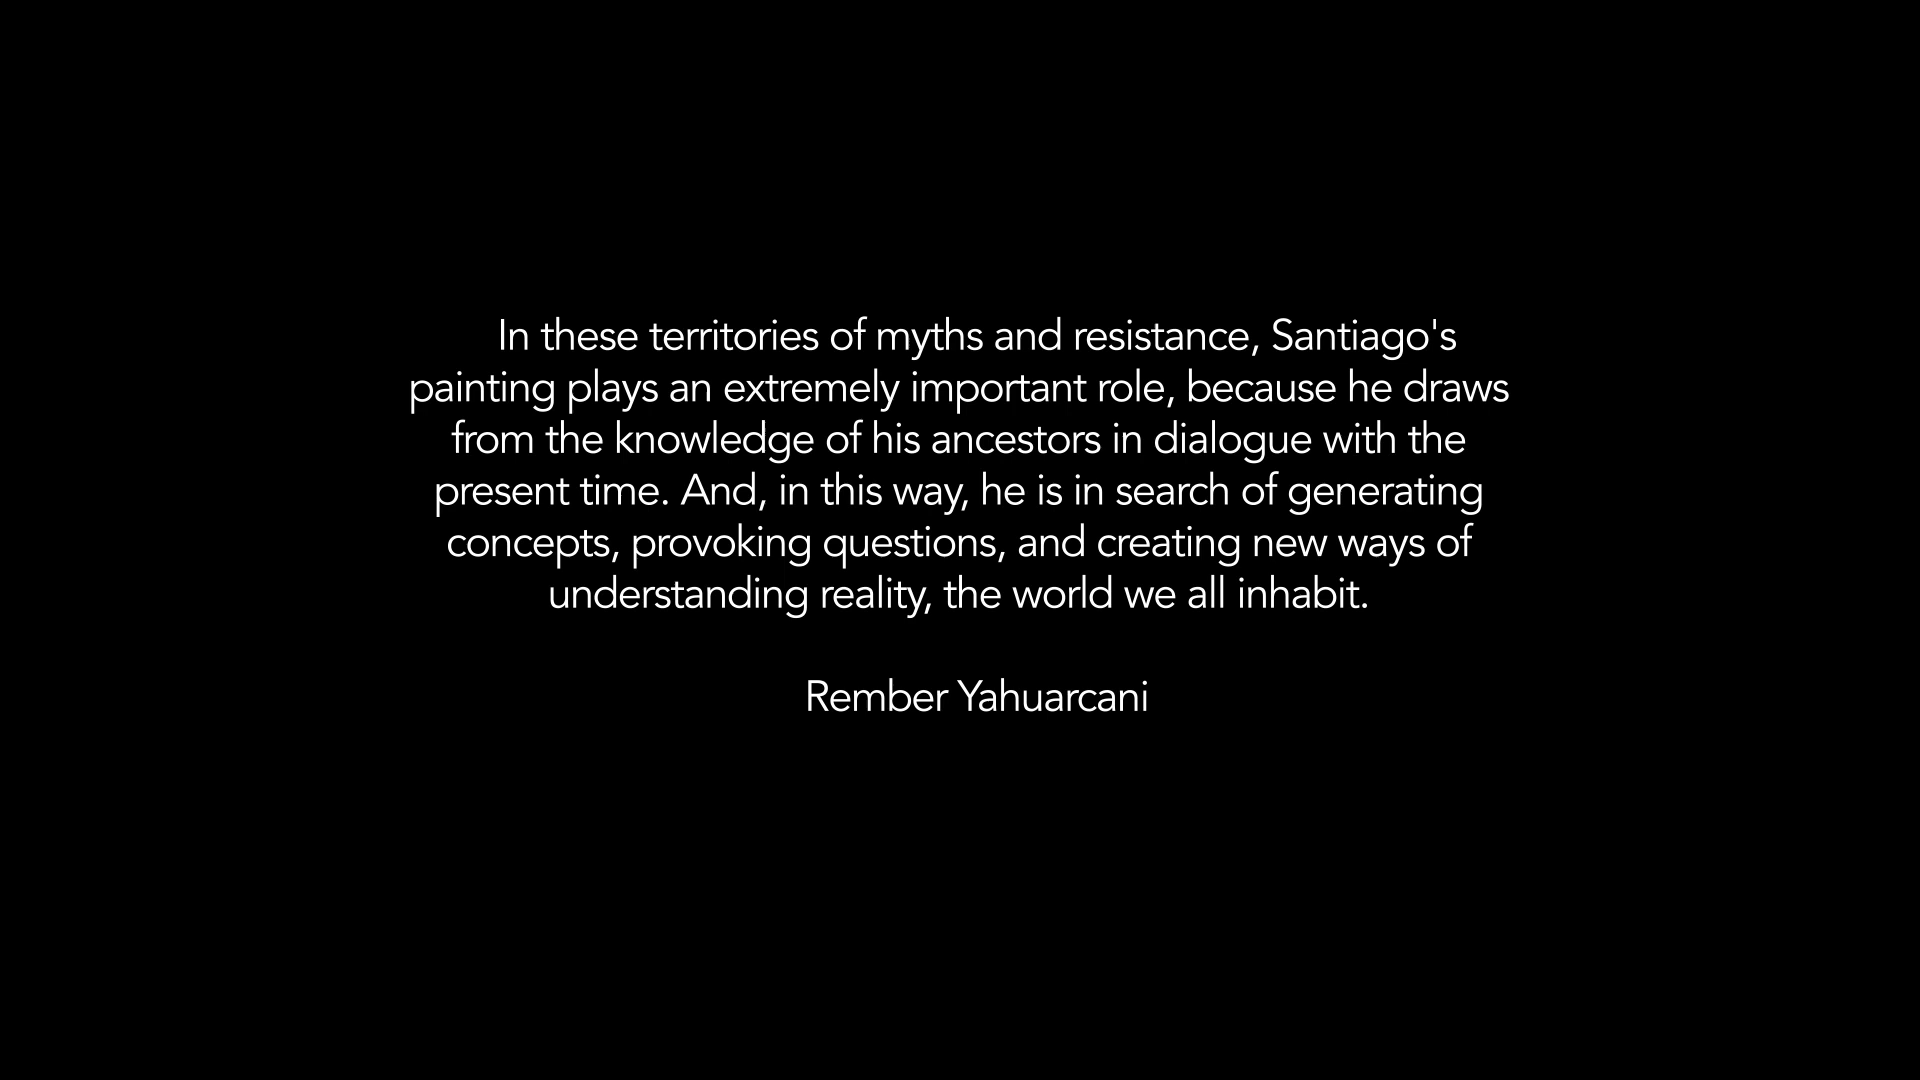 In these territories of myths and resistance, Santiago's
painting plays an extremely important role, because he draws
from the knowledge of his ancestors in dialogue with the
present time. And, in this way, he is in search of generating
concepts, provoking questions, and creating new ways of
understanding reality, the world we all inhabit.
Rember Yahuarcani